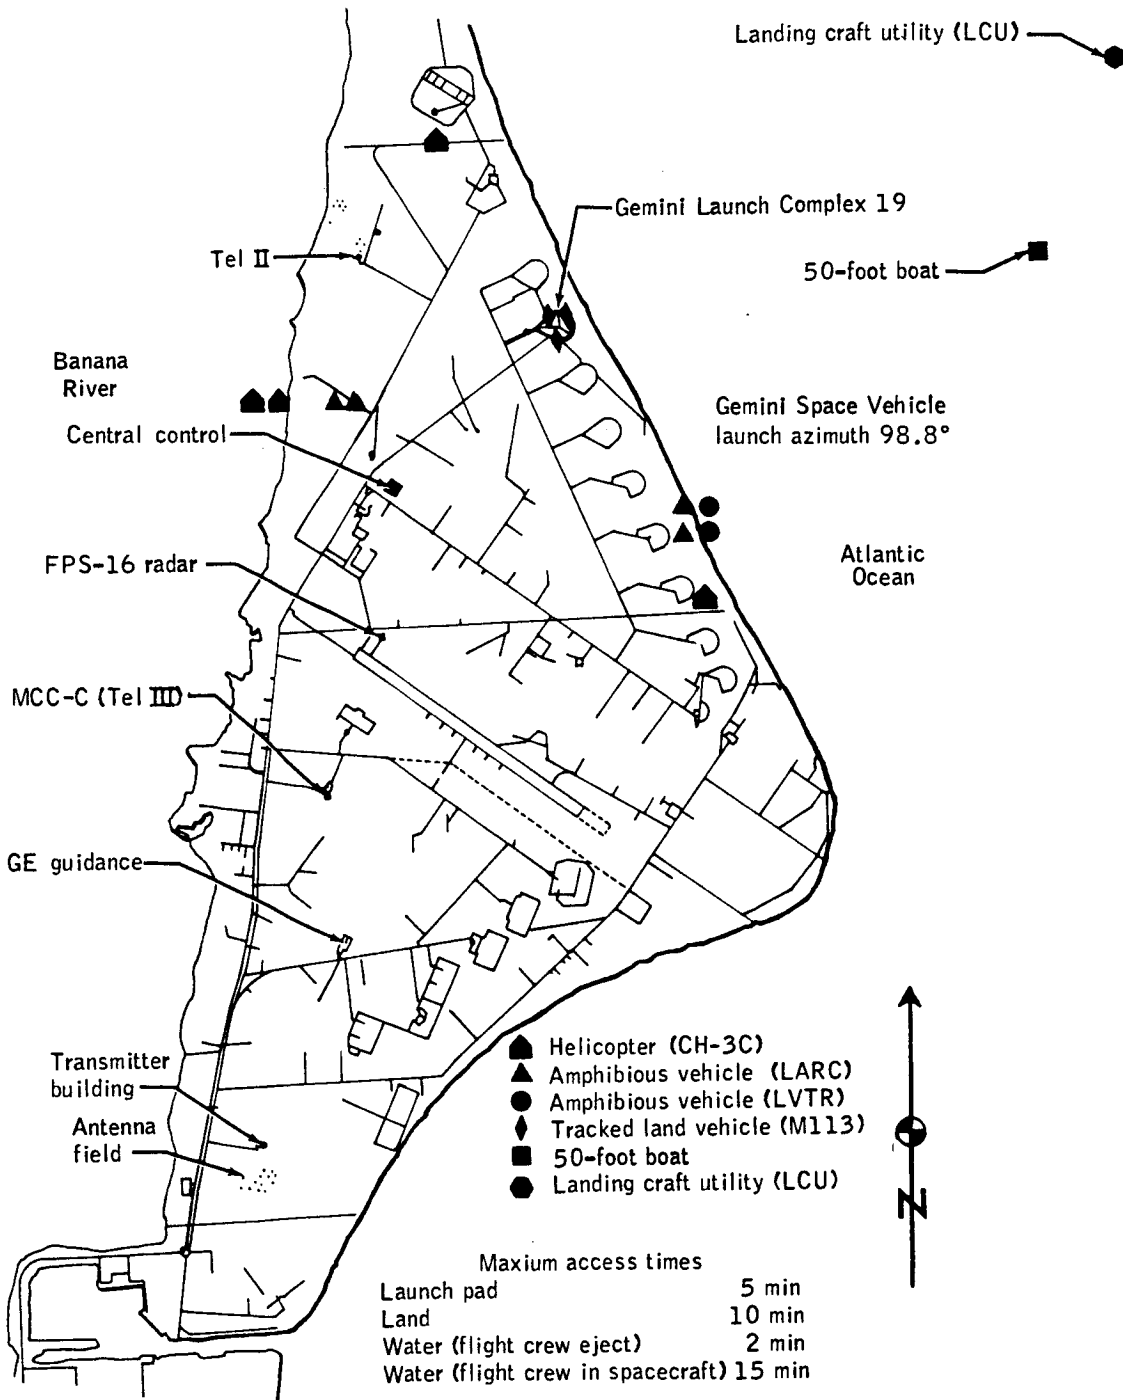 Landing craft utility (LCU)
Gemini Launch Complex 19
Tel II
50-foot boat
Banana
River
Gemini Space Vehicle
launch azimuth 98.8°
Central control
FPS-16 radar
Atlantic
Ocean
MCC-C (Tel III)
GE guidance
Transmitter
building
Antenna
field
Helicopter (CH-3C)
Amphibious vehicle (LARC)
Amphibious vehicle (LVTR)
Tracked land vehicle (M113)
50-foot boat
Landing craft utility (LCU)
N
Maxium access times
Launch pad 5 min
Land 10 min
Water (flight crew eject) 2 min
Water (flight crew in spacecraft) 15 min